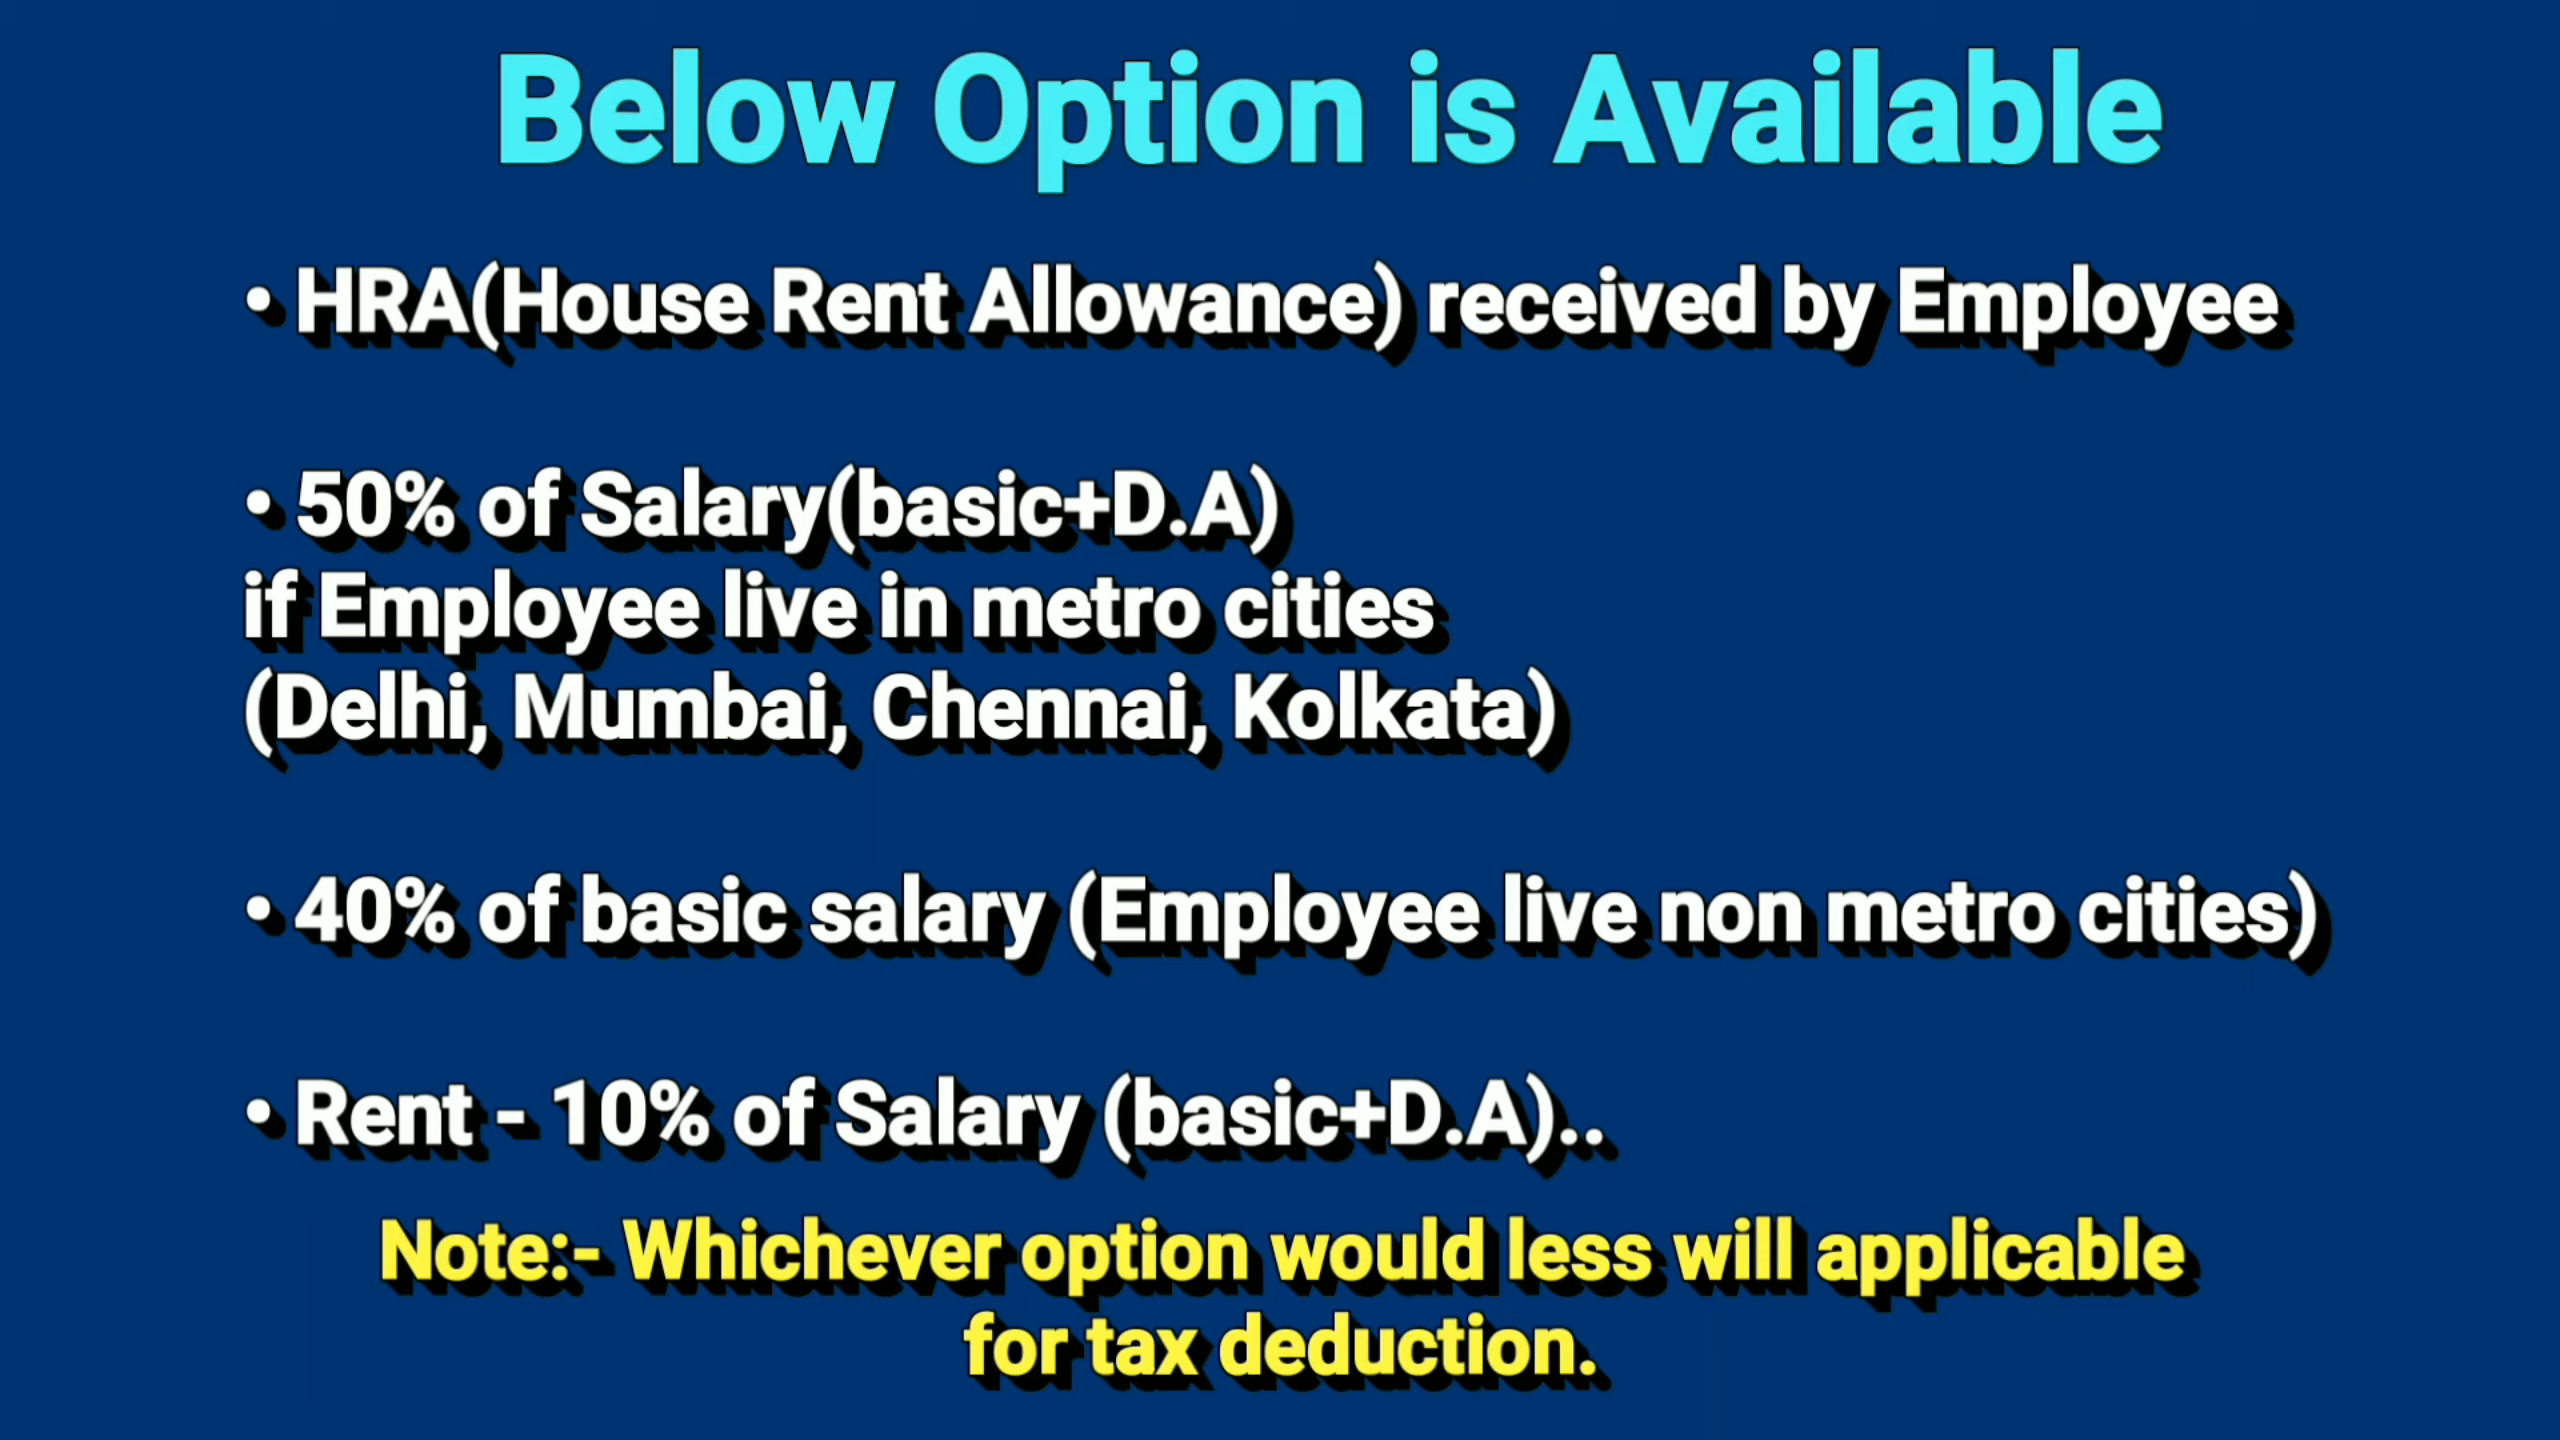 Below Option is Available
• HRA(House Rent Allowance) received by Employee
• 50% of Salary(basic+D.A)
if Employee live in metro cities
(Delhi, Mumbai, Chennai, Kolkata)
• 40% of basic salary (Employee live non metro cities)
• Rent - 10% of Salary (basic+D.A)..
Note:- Whichever option would less will applicable
for tax deduction.